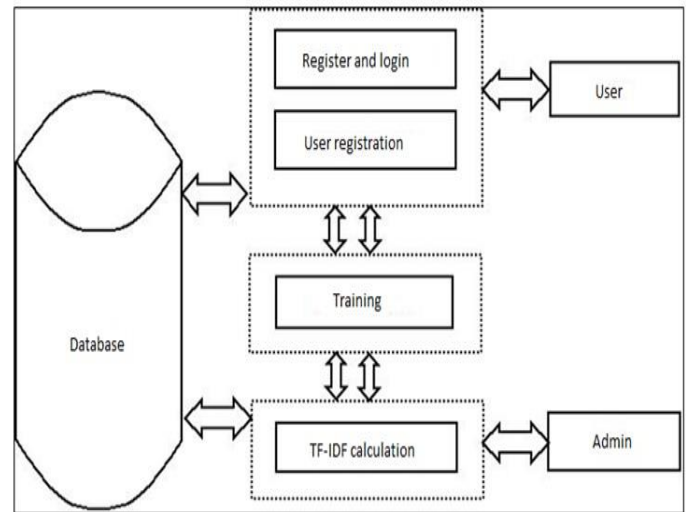 Register and login
User
User registration
Training
Database
TF-IDF calculation
Admin